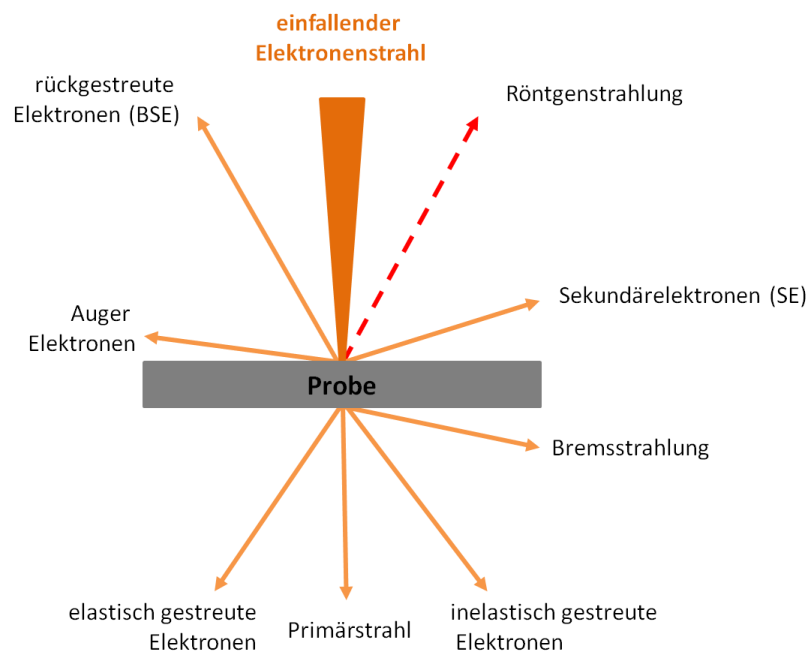 einfallender
Elektronenstrahl
rückgestreute
Elektronen (BSE)
Röntgenstrahlung
Sekundärelektronen (SE)
Auger
Elektronen
Probe
Bremsstrahlung
elastisch gestreute
Elektronen
Primärstrahl
inelastisch gestreute
Elektronen